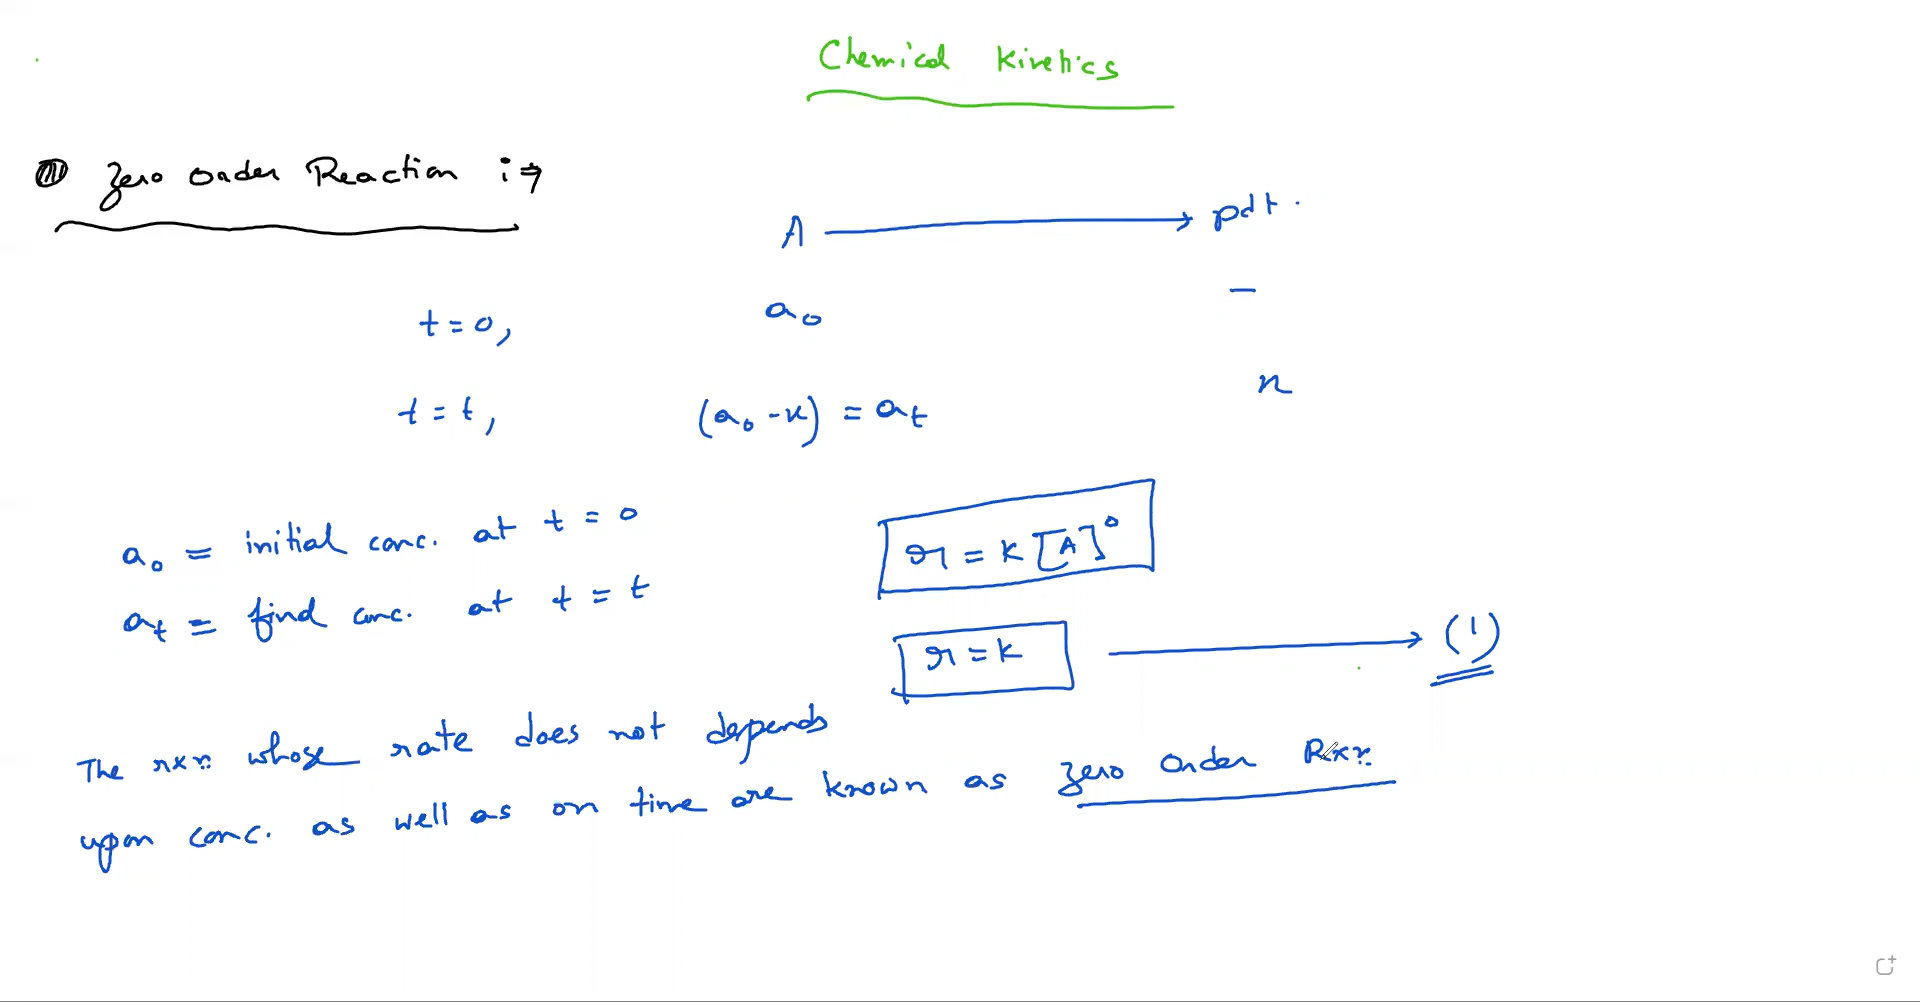 Chemical Kinetics
Zero Order Reaction :⇒
A ⟶ pdt.
t = 0, a₀ –
t = t, (a₀ - x) = aₜ x
a₀ = initial conc. at t = 0
r = k [A]⁰
aₜ = find conc. at t = t
r = k ⟶ (1)
The rxn whose rate does not depends
upon conc. as well as on time are known as zero order Rxn